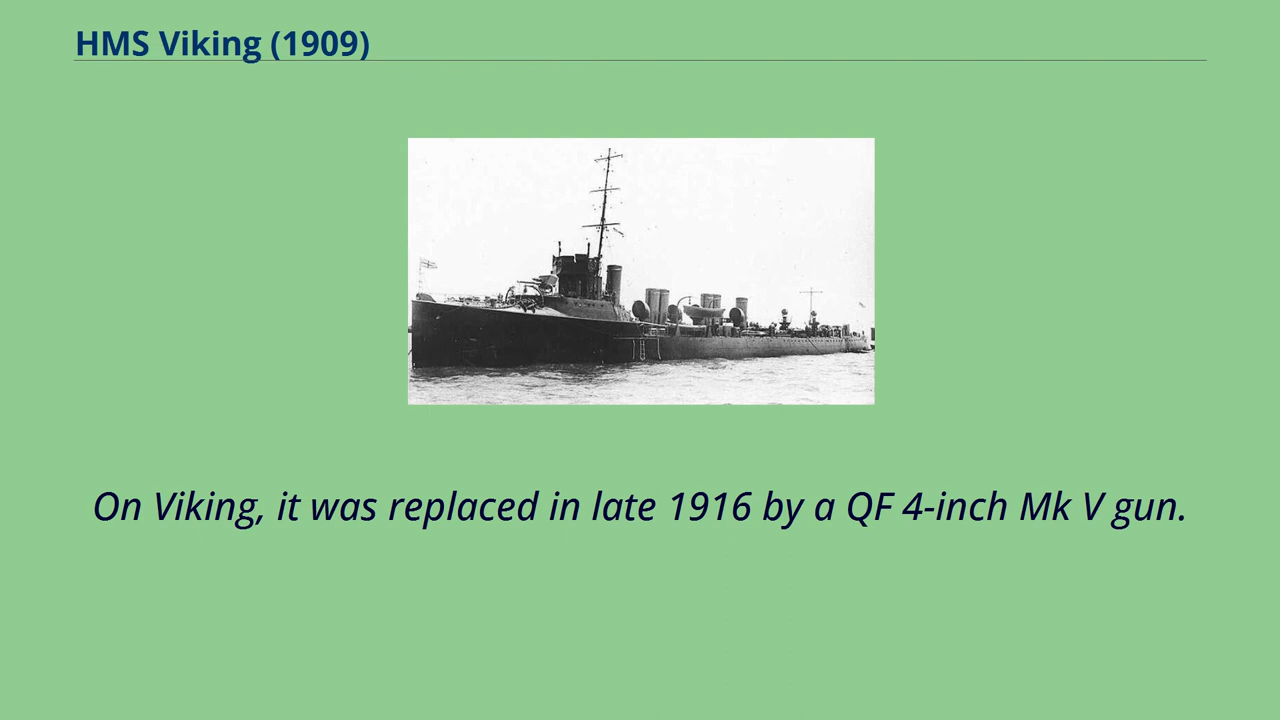 HMS Viking (1909)
On Viking, it was replaced in late 1916 by a QF 4-inch Mk V gun.